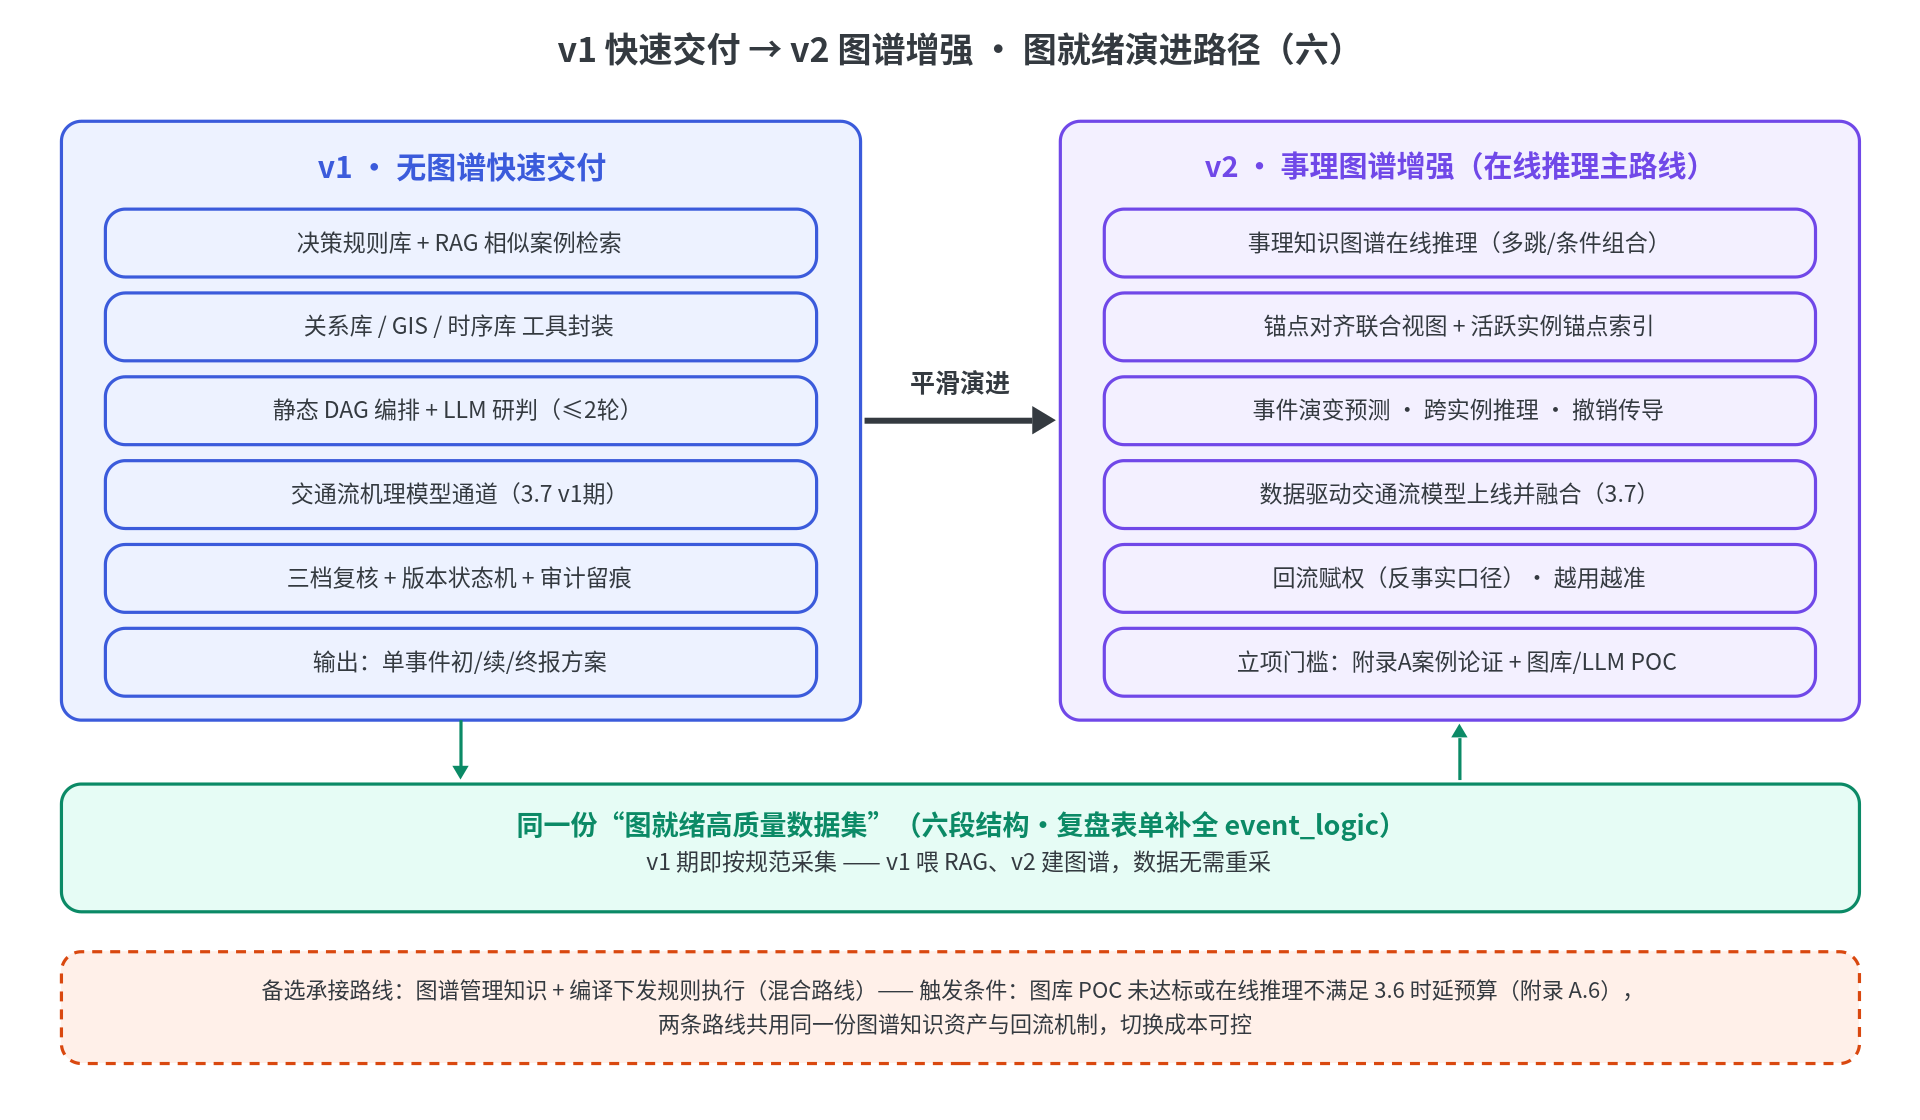 v1 快速交付 → v2 图谱增强 · 图就绪演进路径（六）
v1 · 无图谱快速交付
决策规则库 + RAG 相似案例检索
关系库 / GIS / 时序库 工具封装
静态 DAG 编排 + LLM 研判（≤2轮）
交通流机理模型通道（3.7 v1期）
三档复核 + 版本状态机 + 审计留痕
输出：单事件初/续/终报方案
平滑演进
v2 · 事理图谱增强（在线推理主路线）
事理知识图谱在线推理（多跳/条件组合）
锚点对齐联合视图 + 活跃实例锚点索引
事件演变预测 · 跨实例推理 · 撤销传导
数据驱动交通流模型上线并融合（3.7）
回流赋权（反事实口径）· 越用越准
立项门槛：附录A案例论证 + 图库/LLM POC
同一份“图就绪高质量数据集”（六段结构·复盘表单补全 event_logic）
v1 期即按规范采集 —— v1 喂 RAG、v2 建图谱，数据无需重采
备选承接路线：图谱管理知识 + 编译下发规则执行（混合路线）—— 触发条件：图库 POC 未达标或在线推理不满足 3.6 时延预算（附录 A.6），
两条路线共用同一份图谱知识资产与回流机制，切换成本可控